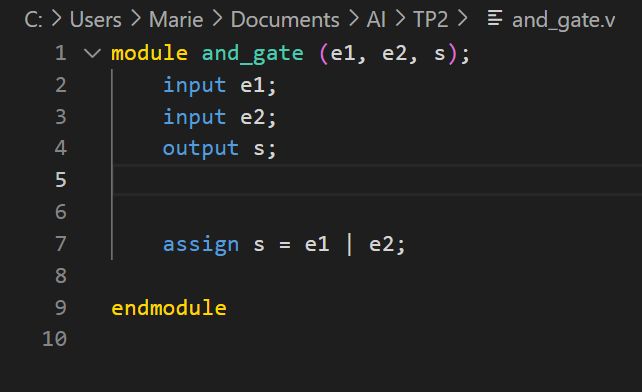 C: > Users > Marie > Documents > AI > TP2 > and_gate.v
1 module and_gate (e1, e2, s);
2 input e1;
3 input e2;
4 output s;
5
6
7 assign s = e1 | e2;
8
9 endmodule
10